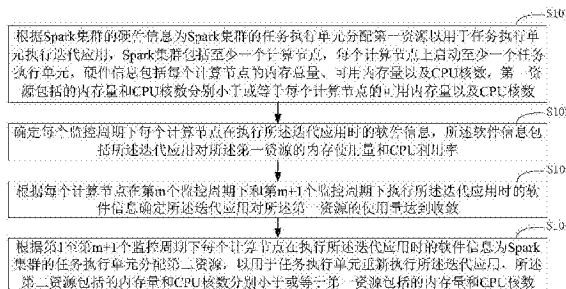 S10
根据Spark集群的硬件信息为Spark集群的任务执行单元分配第一资源以用于任务执行单
元执行迭代应用，Spark集群包括至少一个计算节点，每个计算节点上启动至少一个任务
执行单元，硬件信息包括每个计算节点的内存总量、可用内存量以及CPU核数，第一资
源包括的内存量和CPU核数分别小于或等于每个计算节点的可用内存量以及CPU核数
S10
确定每个监控周期下每个计算节点在执行所述迭代应用时的软件信息，所述软件信息包
括所述迭代应用对所述第一资源的内存使用量和CPU利用率
S10
根据每个计算节点在第m个监控周期下和第m+1个监控周期下执行所述迭代应用时的软
件信息确定所述迭代应用对所述第一资源的使用量达到收敛
S10
根据第1至第m+1个监控周期下每个计算节点在执行所述迭代应用时的软件信息为Spark
集群的任务执行单元分配第二资源，以用于任务执行单元重新执行所述迭代应用，所述
第二资源包括的内存量和CPU核数分别小于或等于第一资源包括的内存量和CPU核数